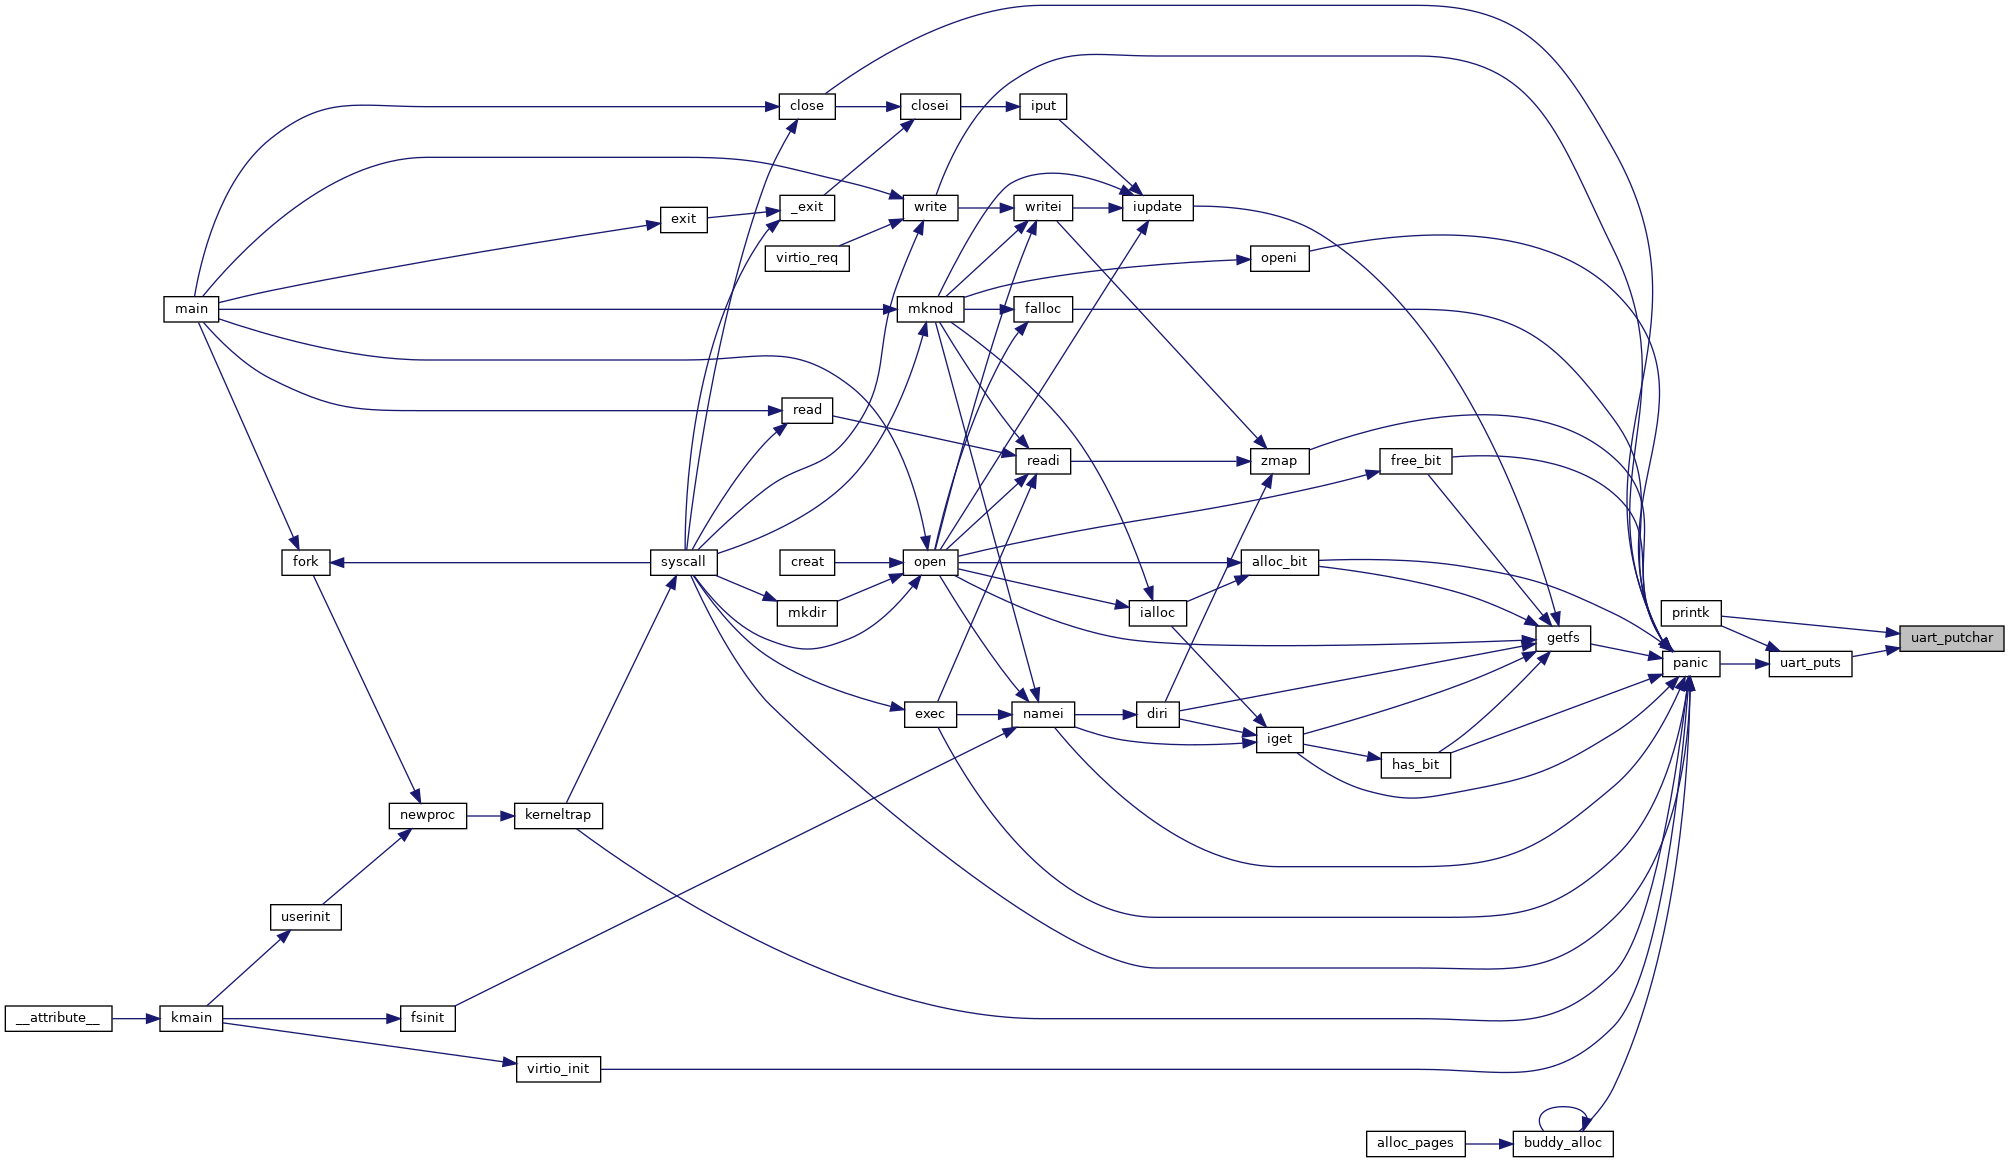 close
closei
iput
_exit
write
writei
iupdate
exit
virtio_req
openi
main
mknod
falloc
read
readi
zmap
free_bit
fork
syscall
creat
open
alloc_bit
mkdir
ialloc
printk
getfs
uart_putchar
panic
uart_puts
exec
namei
diri
iget
has_bit
newproc
kerneltrap
userinit
__attribute__
kmain
fsinit
virtio_init
alloc_pages
buddy_alloc